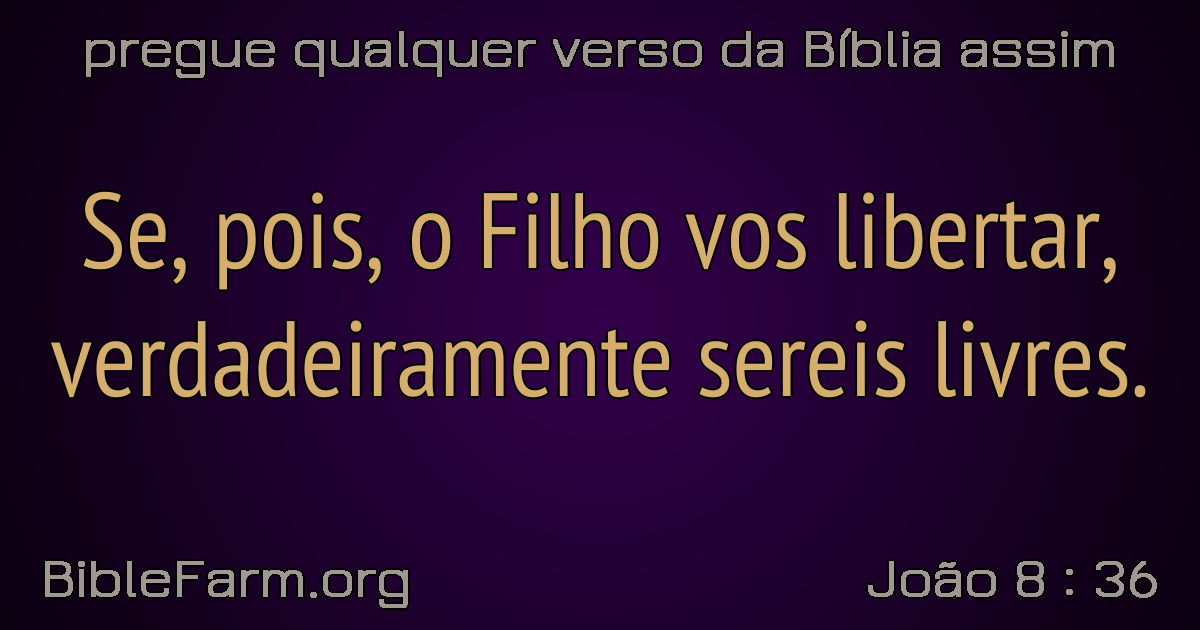 pregue qualquer verso da Bíblia assim
Se, pois, o Filho vos libertar,
verdadeiramente sereis livres.
BibleFarm.org
João 8 : 36